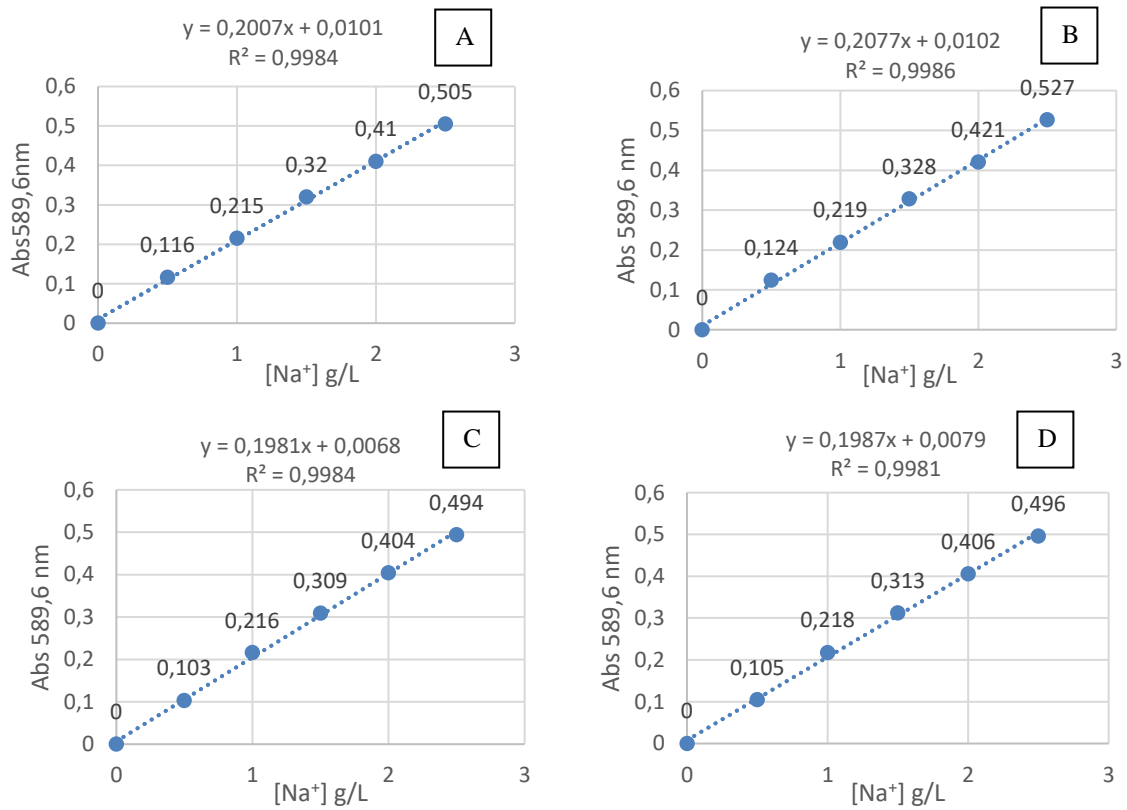 y = 0,2007x + 0,0101
R² = 0,9984
A
Abs589,6nm
0,6
0,5
0,4
0,3
0,2
0,1
0
0
0,116
0,215
0,32
0,41
0,505
0 1 2 3
[Na⁺] g/L
y = 0,2077x + 0,0102
R² = 0,9986
B
Abs 589,6 nm
0,6
0,5
0,4
0,3
0,2
0,1
0
0
0,124
0,219
0,328
0,421
0,527
0 1 2 3
[Na⁺] g/L
y = 0,1981x + 0,0068
R² = 0,9984
C
Abs 589,6 nm
0,6
0,5
0,4
0,3
0,2
0,1
0
0
0,103
0,216
0,309
0,404
0,494
0 1 2 3
[Na⁺] g/L
y = 0,1987x + 0,0079
R² = 0,9981
D
Abs 589,6 nm
0,6
0,5
0,4
0,3
0,2
0,1
0
0
0,105
0,218
0,313
0,406
0,496
0 1 2 3
[Na⁺] g/L